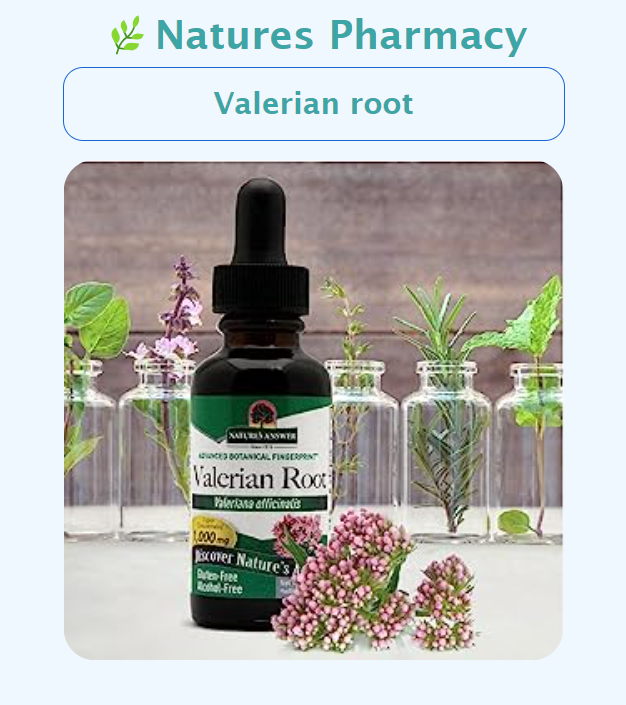 Natures Pharmacy
Valerian root
NATURE'S ANSWER
ADVANCED BOTANICAL FINGERPRINT™
Valerian Root
Valeriana officinalis
1,000 mg
Discover Nature's
Gluten-Free
Alcohol-Free